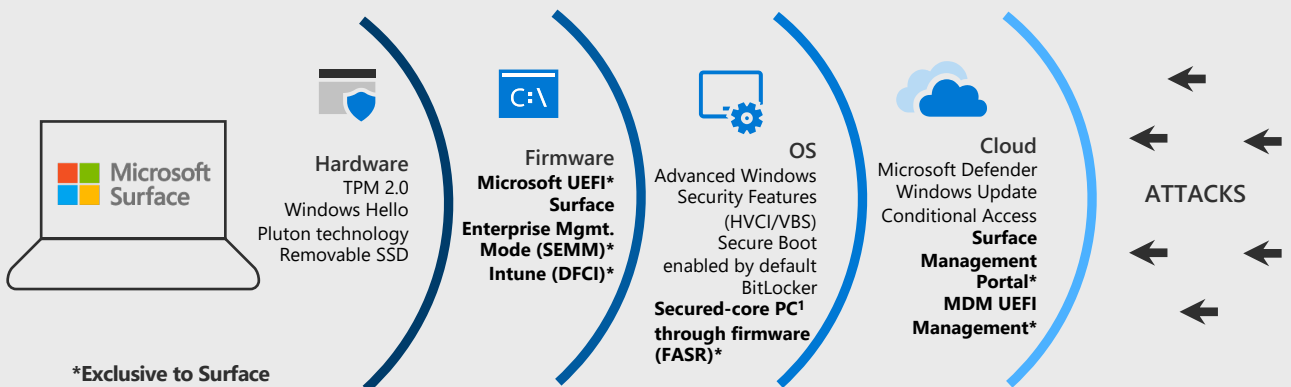 Microsoft
Surface
Hardware
TPM 2.0
Windows Hello
Pluton technology
Removable SSD
C:\
Firmware
Microsoft UEFI*
Surface
Enterprise Mgmt.
Mode (SEMM)*
Intune (DFCI)*
OS
Advanced Windows
Security Features
(HVCI/VBS)
Secure Boot
enabled by default
BitLocker
Secured-core PC¹
through firmware
(FASR)*
Cloud
Microsoft Defender
Windows Update
Conditional Access
Surface
Management
Portal*
MDM UEFI
Management*
ATTACKS
*Exclusive to Surface